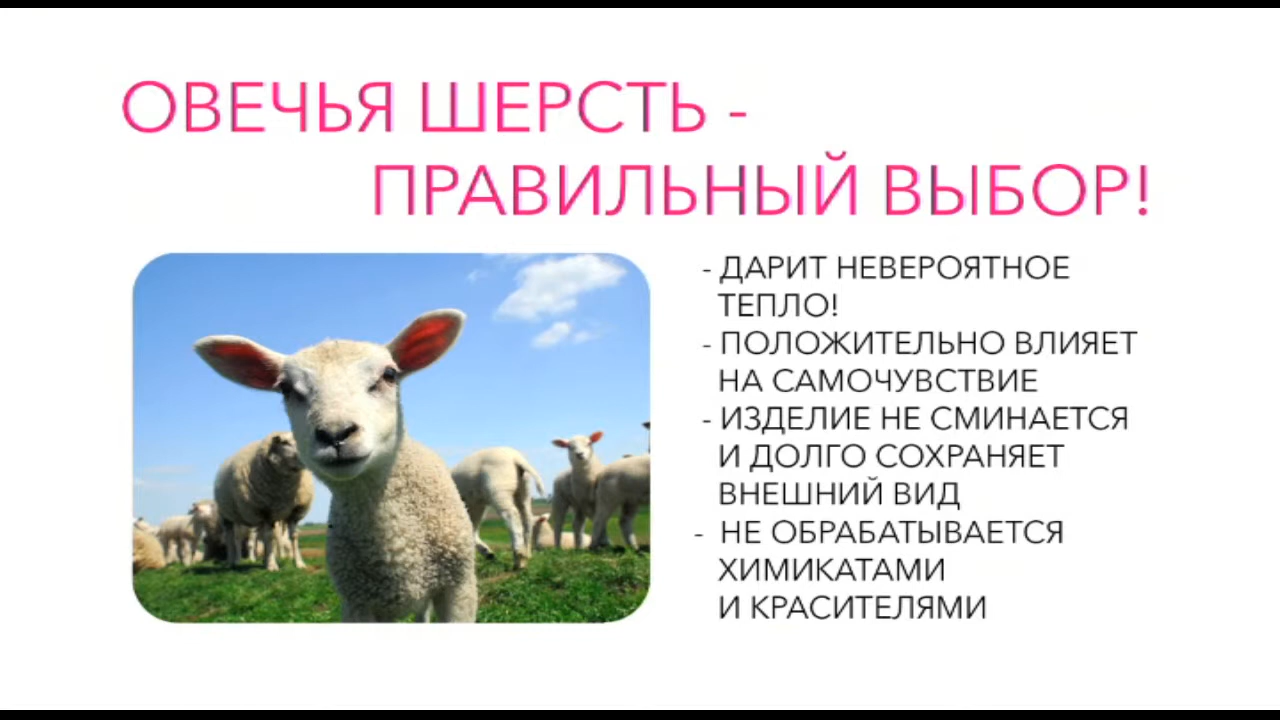 ОВЕЧЬЯ ШЕРСТЬ -
ПРАВИЛЬНЫЙ ВЫБОР!
- ДАРИТ НЕВЕРОЯТНОЕ
ТЕПЛО!
- ПОЛОЖИТЕЛЬНО ВЛИЯЕТ
НА САМОЧУВСТВИЕ
- ИЗДЕЛИЕ НЕ СМИНАЕТСЯ
И ДОЛГО СОХРАНЯЕТ
ВНЕШНИЙ ВИД
- НЕ ОБРАБАТЫВАЕТСЯ
ХИМИКАТАМИ
И КРАСИТЕЛЯМИ